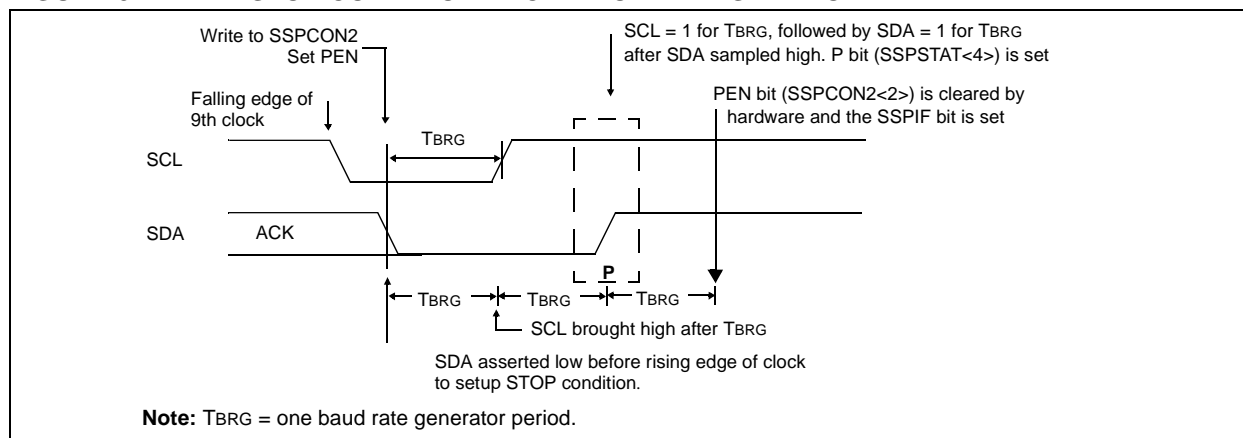 Write to SSPCON2
Set PEN
SCL = 1 for TBRG, followed by SDA = 1 for TBRG
after SDA sampled high. P bit (SSPSTAT<4>) is set
Falling edge of
9th clock
PEN bit (SSPCON2<2>) is cleared by
hardware and the SSPIF bit is set
TBRG
SCL
SDA
ACK
P
TBRG
TBRG
TBRG
SCL brought high after TBRG
SDA asserted low before rising edge of clock
to setup STOP condition.
Note: TBRG = one baud rate generator period.